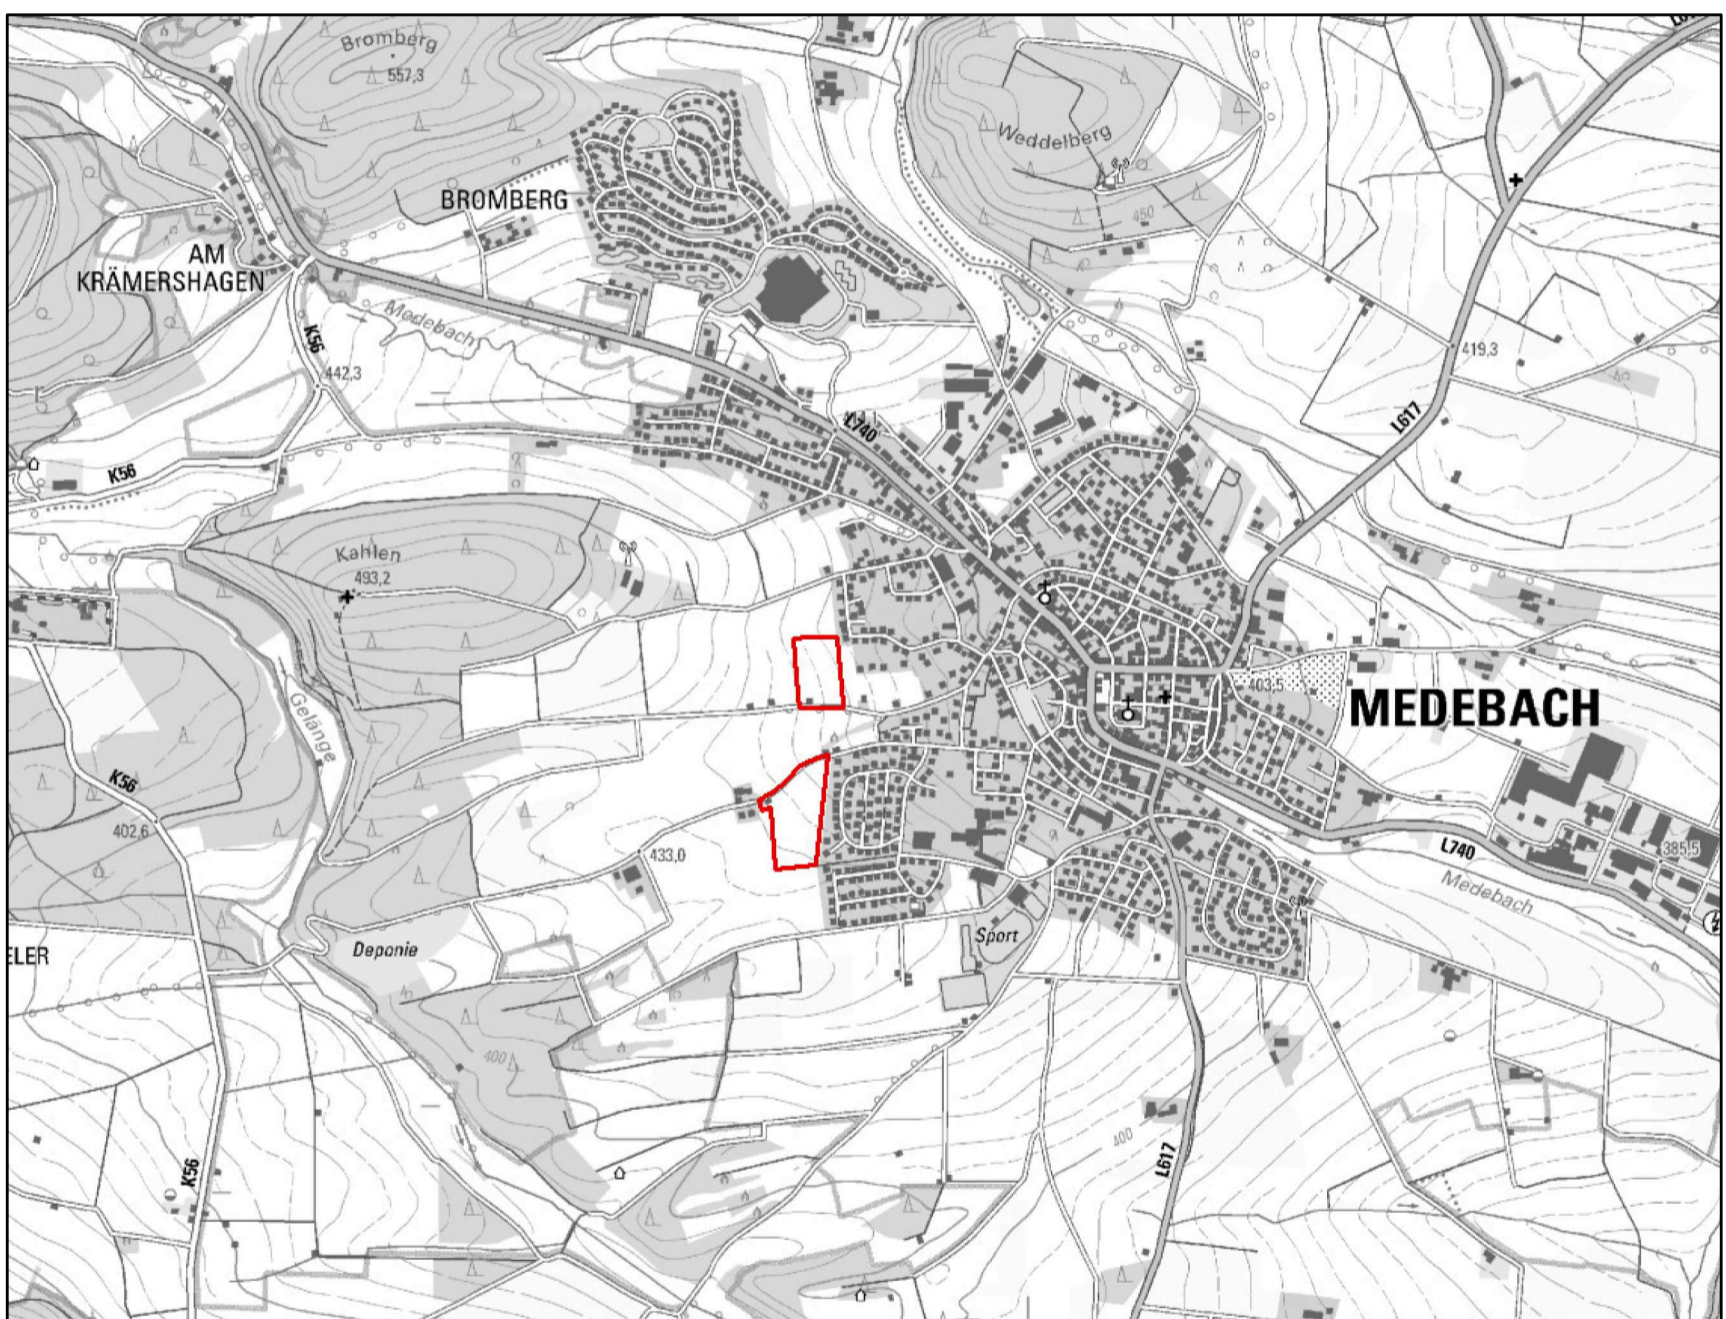 Bromberg
557,3
Weddelberg
BROMBERG
450
AM
KRÄMERSHAGEN
K56
Medebach
419,3
442,3
L740
L617
K56
Kahlen
493,2
403,5
MEDEBACH
Gelänge
K56
402,6
433,0
L740
385,5
Medebach
ELER
Deponie
Sport
400
400
K56
L617